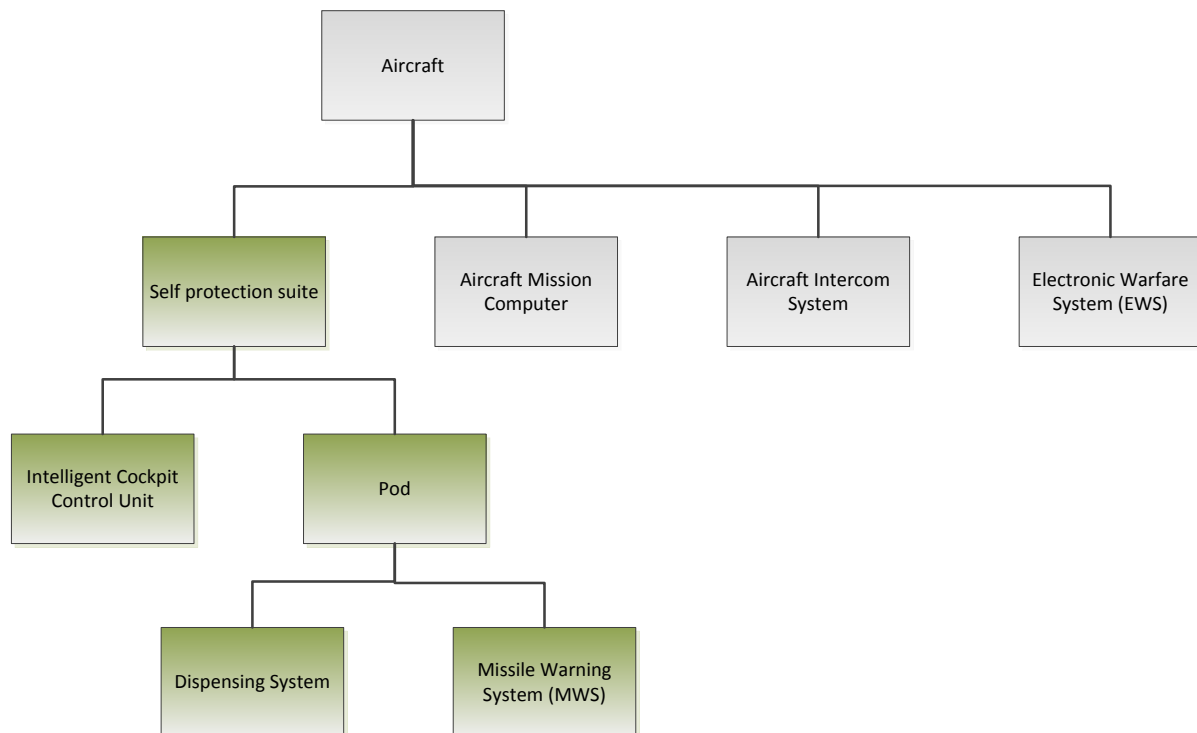 Aircraft
Self protection suite
Aircraft Mission
Computer
Aircraft Intercom
System
Electronic Warfare
System (EWS)
Intelligent Cockpit
Control Unit
Pod
Dispensing System
Missile Warning
System (MWS)